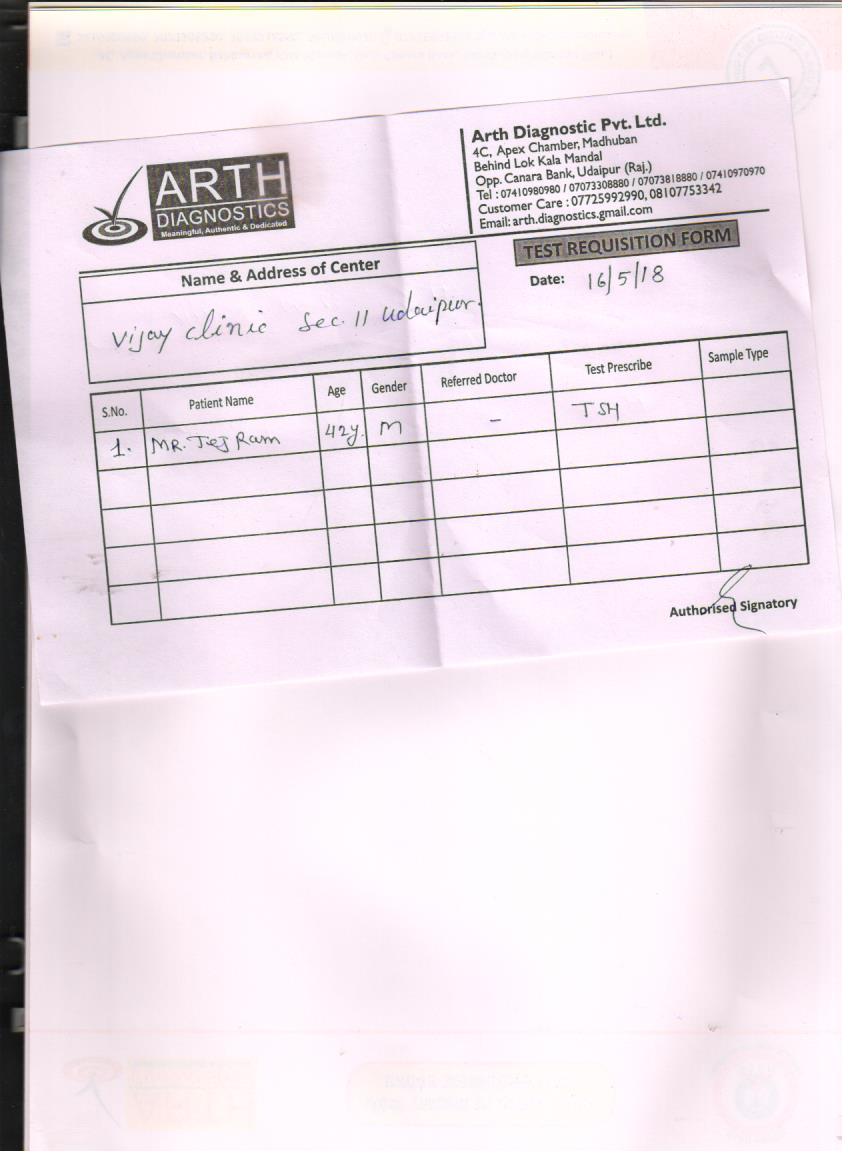 ARTH
DIAGNOSTICS
Meaningful, Authentic & Dedicated
Arth Diagnostic Pvt. Ltd.
4C, Apex Chamber, Madhuban
Behind Lok Kala Mandal
Opp. Canara Bank, Udaipur (Raj.)
Tel : 07410980980 / 07073308880 / 07073818880 / 07410970970
Customer Care : 07725992990, 08107753342
Email: arth.diagnostics.gmail.com
TEST REQUISITION FORM
Date: 16/5/18
Name & Address of Center
Vijay clinic Sec. 11 Udaipur.
S.No. Patient Name Age Gender Referred Doctor Test Prescribe Sample Type
1. MR. Tej Ram 42y. M - TSH
Authorised Signatory